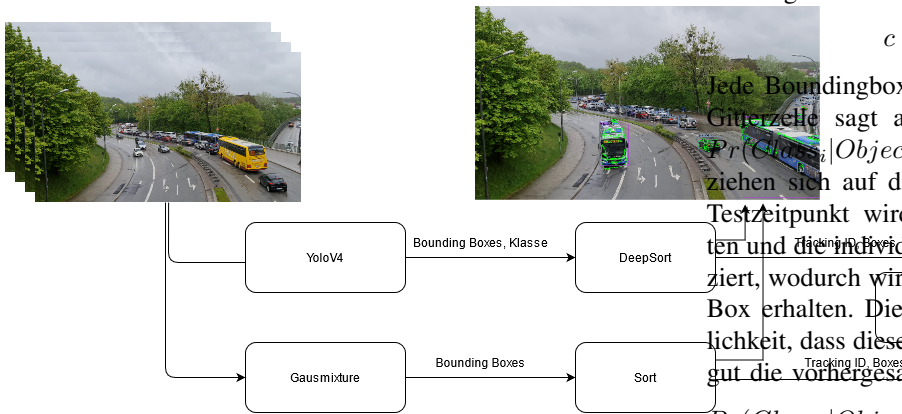 c
Jede Boundingbox
Gitterzelle sagt a
Pr(Class_i|Objec
ziehen sich auf d
Testzeitpunkt wird
ten und die individ
ziert, wodurch wir
Box erhalten. Die
lichkeit, dass diese
gut die vorhergesa
YoloV4
Bounding Boxes, Klasse
DeepSort
Tracking ID, Boxes
Gausmixture
Bounding Boxes
Sort
Tracking ID, Boxes